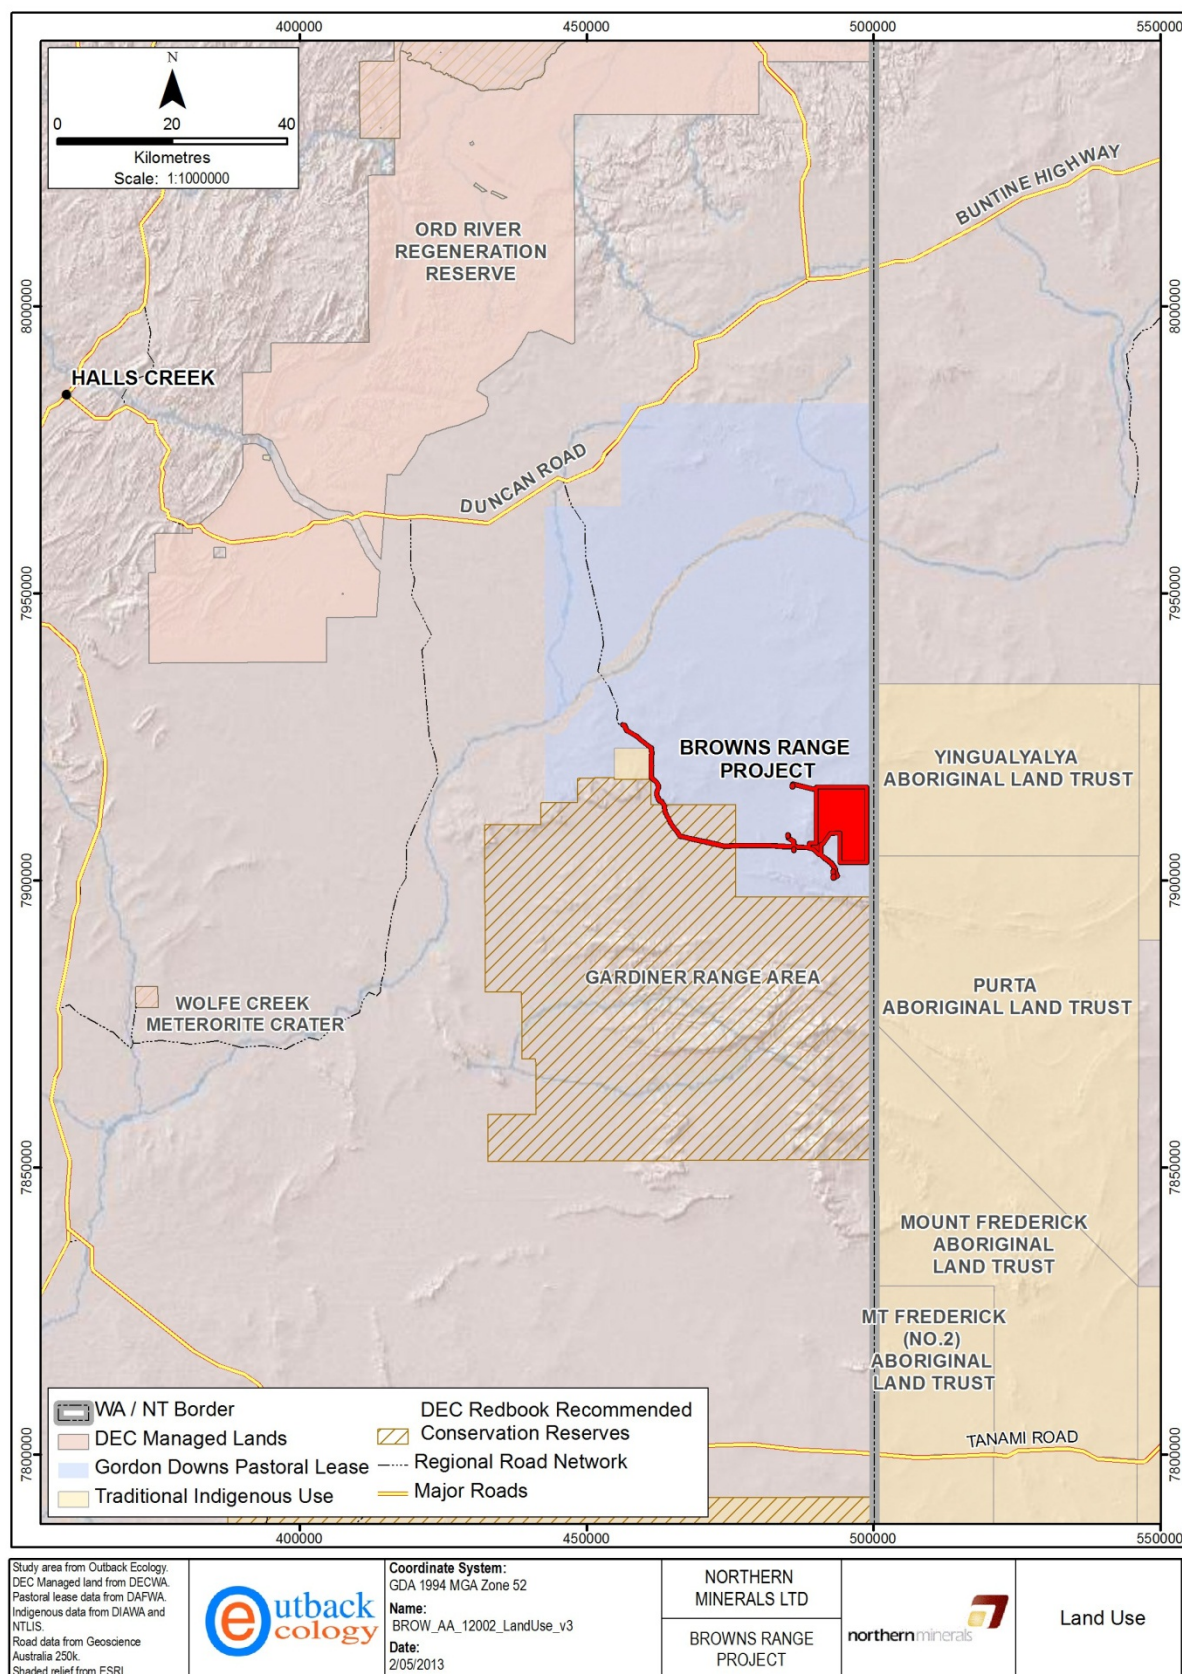 400000
450000
500000
550000
N
0
20
40
Kilometres
Scale: 1:1000000
BUNTINE HIGHWAY
ORD RIVER
REGENERATION
RESERVE
8000000
8000000
HALLS CREEK
DUNCAN ROAD
7950000
7950000
BROWNS RANGE
PROJECT
YINGUALYALYA
ABORIGINAL LAND TRUST
7900000
7900000
GARDINER RANGE AREA
PURTA
ABORIGINAL LAND TRUST
WOLFE CREEK
METERORITE CRATER
7850000
7850000
MOUNT FREDERICK
ABORIGINAL
LAND TRUST
MT FREDERICK
(NO.2)
ABORIGINAL
LAND TRUST
TANAMI ROAD
7800000
7800000
WA / NT Border
DEC Managed Lands
Gordon Downs Pastoral Lease
Traditional Indigenous Use
DEC Redbook Recommended
Conservation Reserves
Regional Road Network
Major Roads
400000
450000
500000
550000
Study area from Outback Ecology.
DEC Managed land from DECWA.
Pastoral lease data from DAFWA.
Indigenous data from DIAWA and
NTLIS.
Road data from Geoscience
Australia 250k.
Shaded relief from ESRI
outback
ecology
Coordinate System:
GDA 1994 MGA Zone 52
Name:
BROW_AA_12002_LandUse_v3
Date:
2/05/2013
NORTHERN
MINERALS LTD
BROWNS RANGE
PROJECT
northernminerals
Land Use